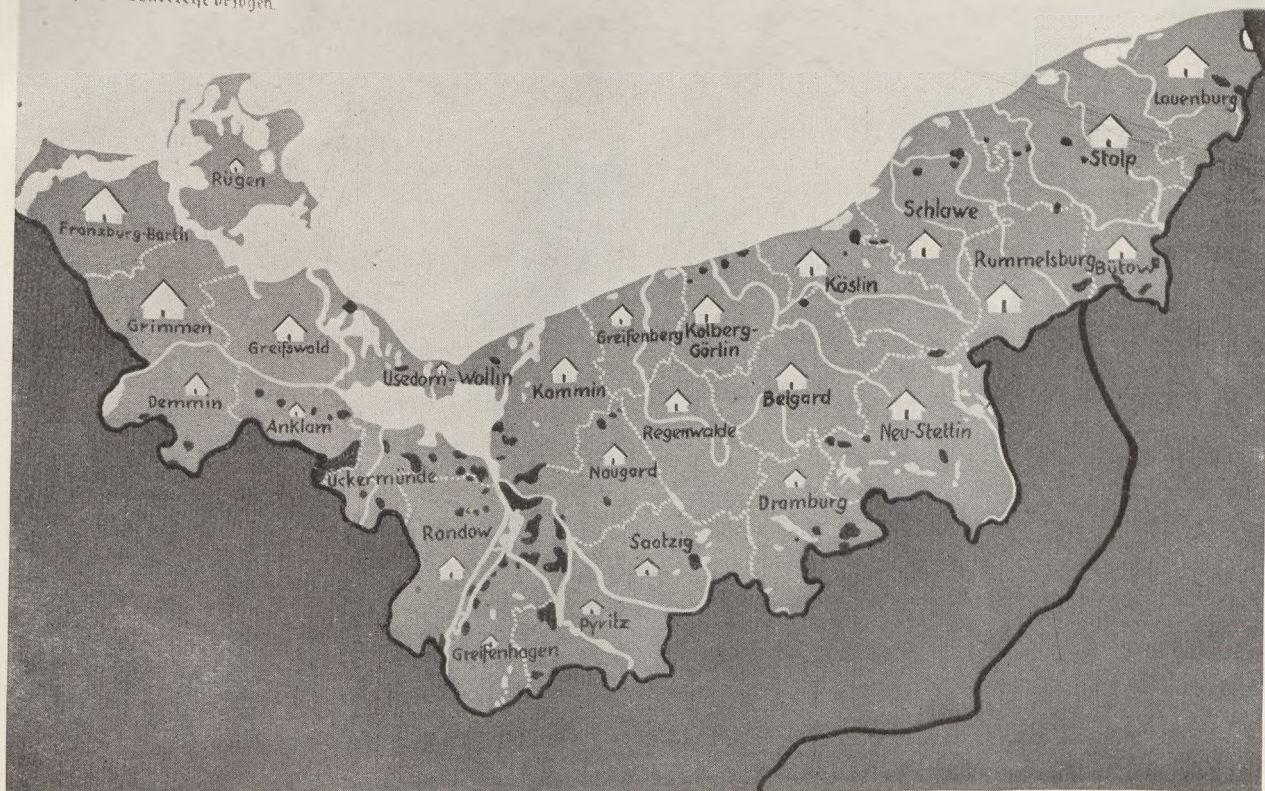 Rügen
Franzburg-Barth
Grimmen
Greifswald
Demmin
Anklam
Usedom-Wollin
Ückermünde
Randow
Greifenhagen
Pyritz
Saatzig
Naugard
Kammin
Greifenberg
Kolberg-
Görlin
Regenwalde
Belgard
Dramburg
Neu-Stettin
Köslin
Schlawe
Rummelsburg
Bütow
Stolp
Lauenburg